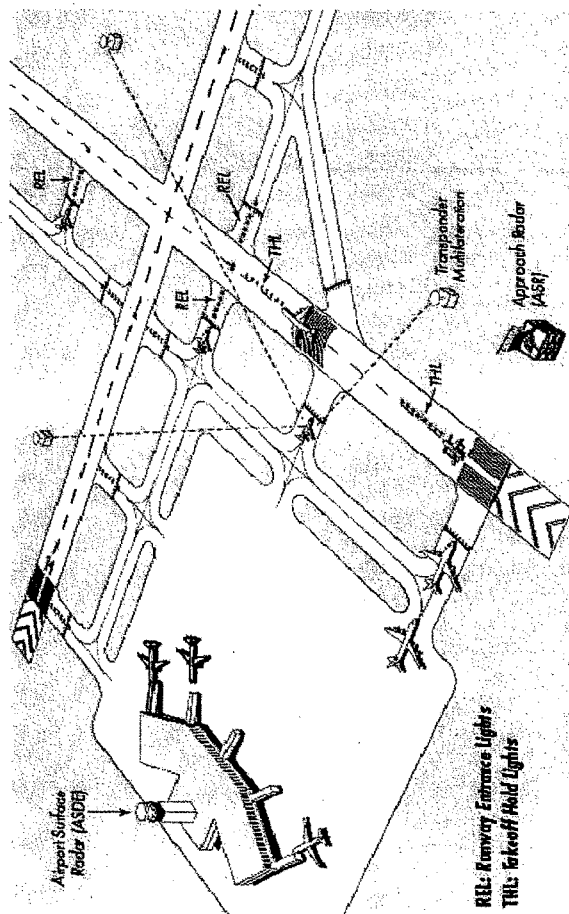 Airport Surface
Radar (ASDE)
REL
REL
REL
THL
THL
Transponder
Multilateration
Approach Radar
(ASR)
REL: Runway Entrance Lights
THL: Takeoff Hold Lights